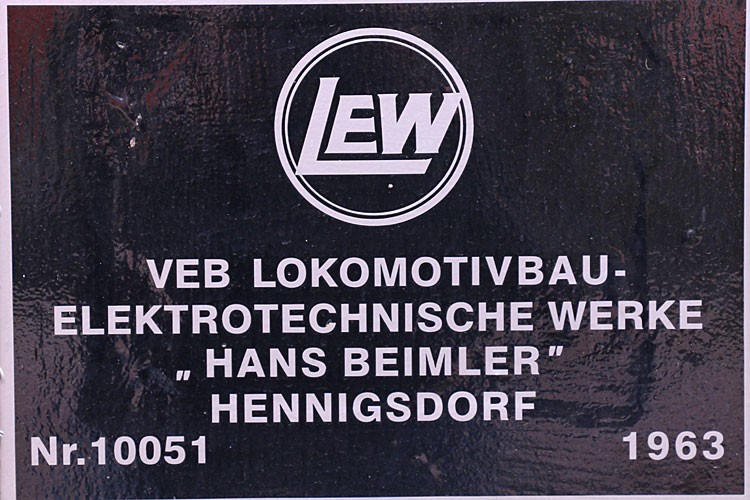 LEW
VEB LOKOMOTIVBAU-
ELEKTROTECHNISCHE WERKE
„ HANS BEIMLER”
HENNIGSDORF
Nr.10051 1963